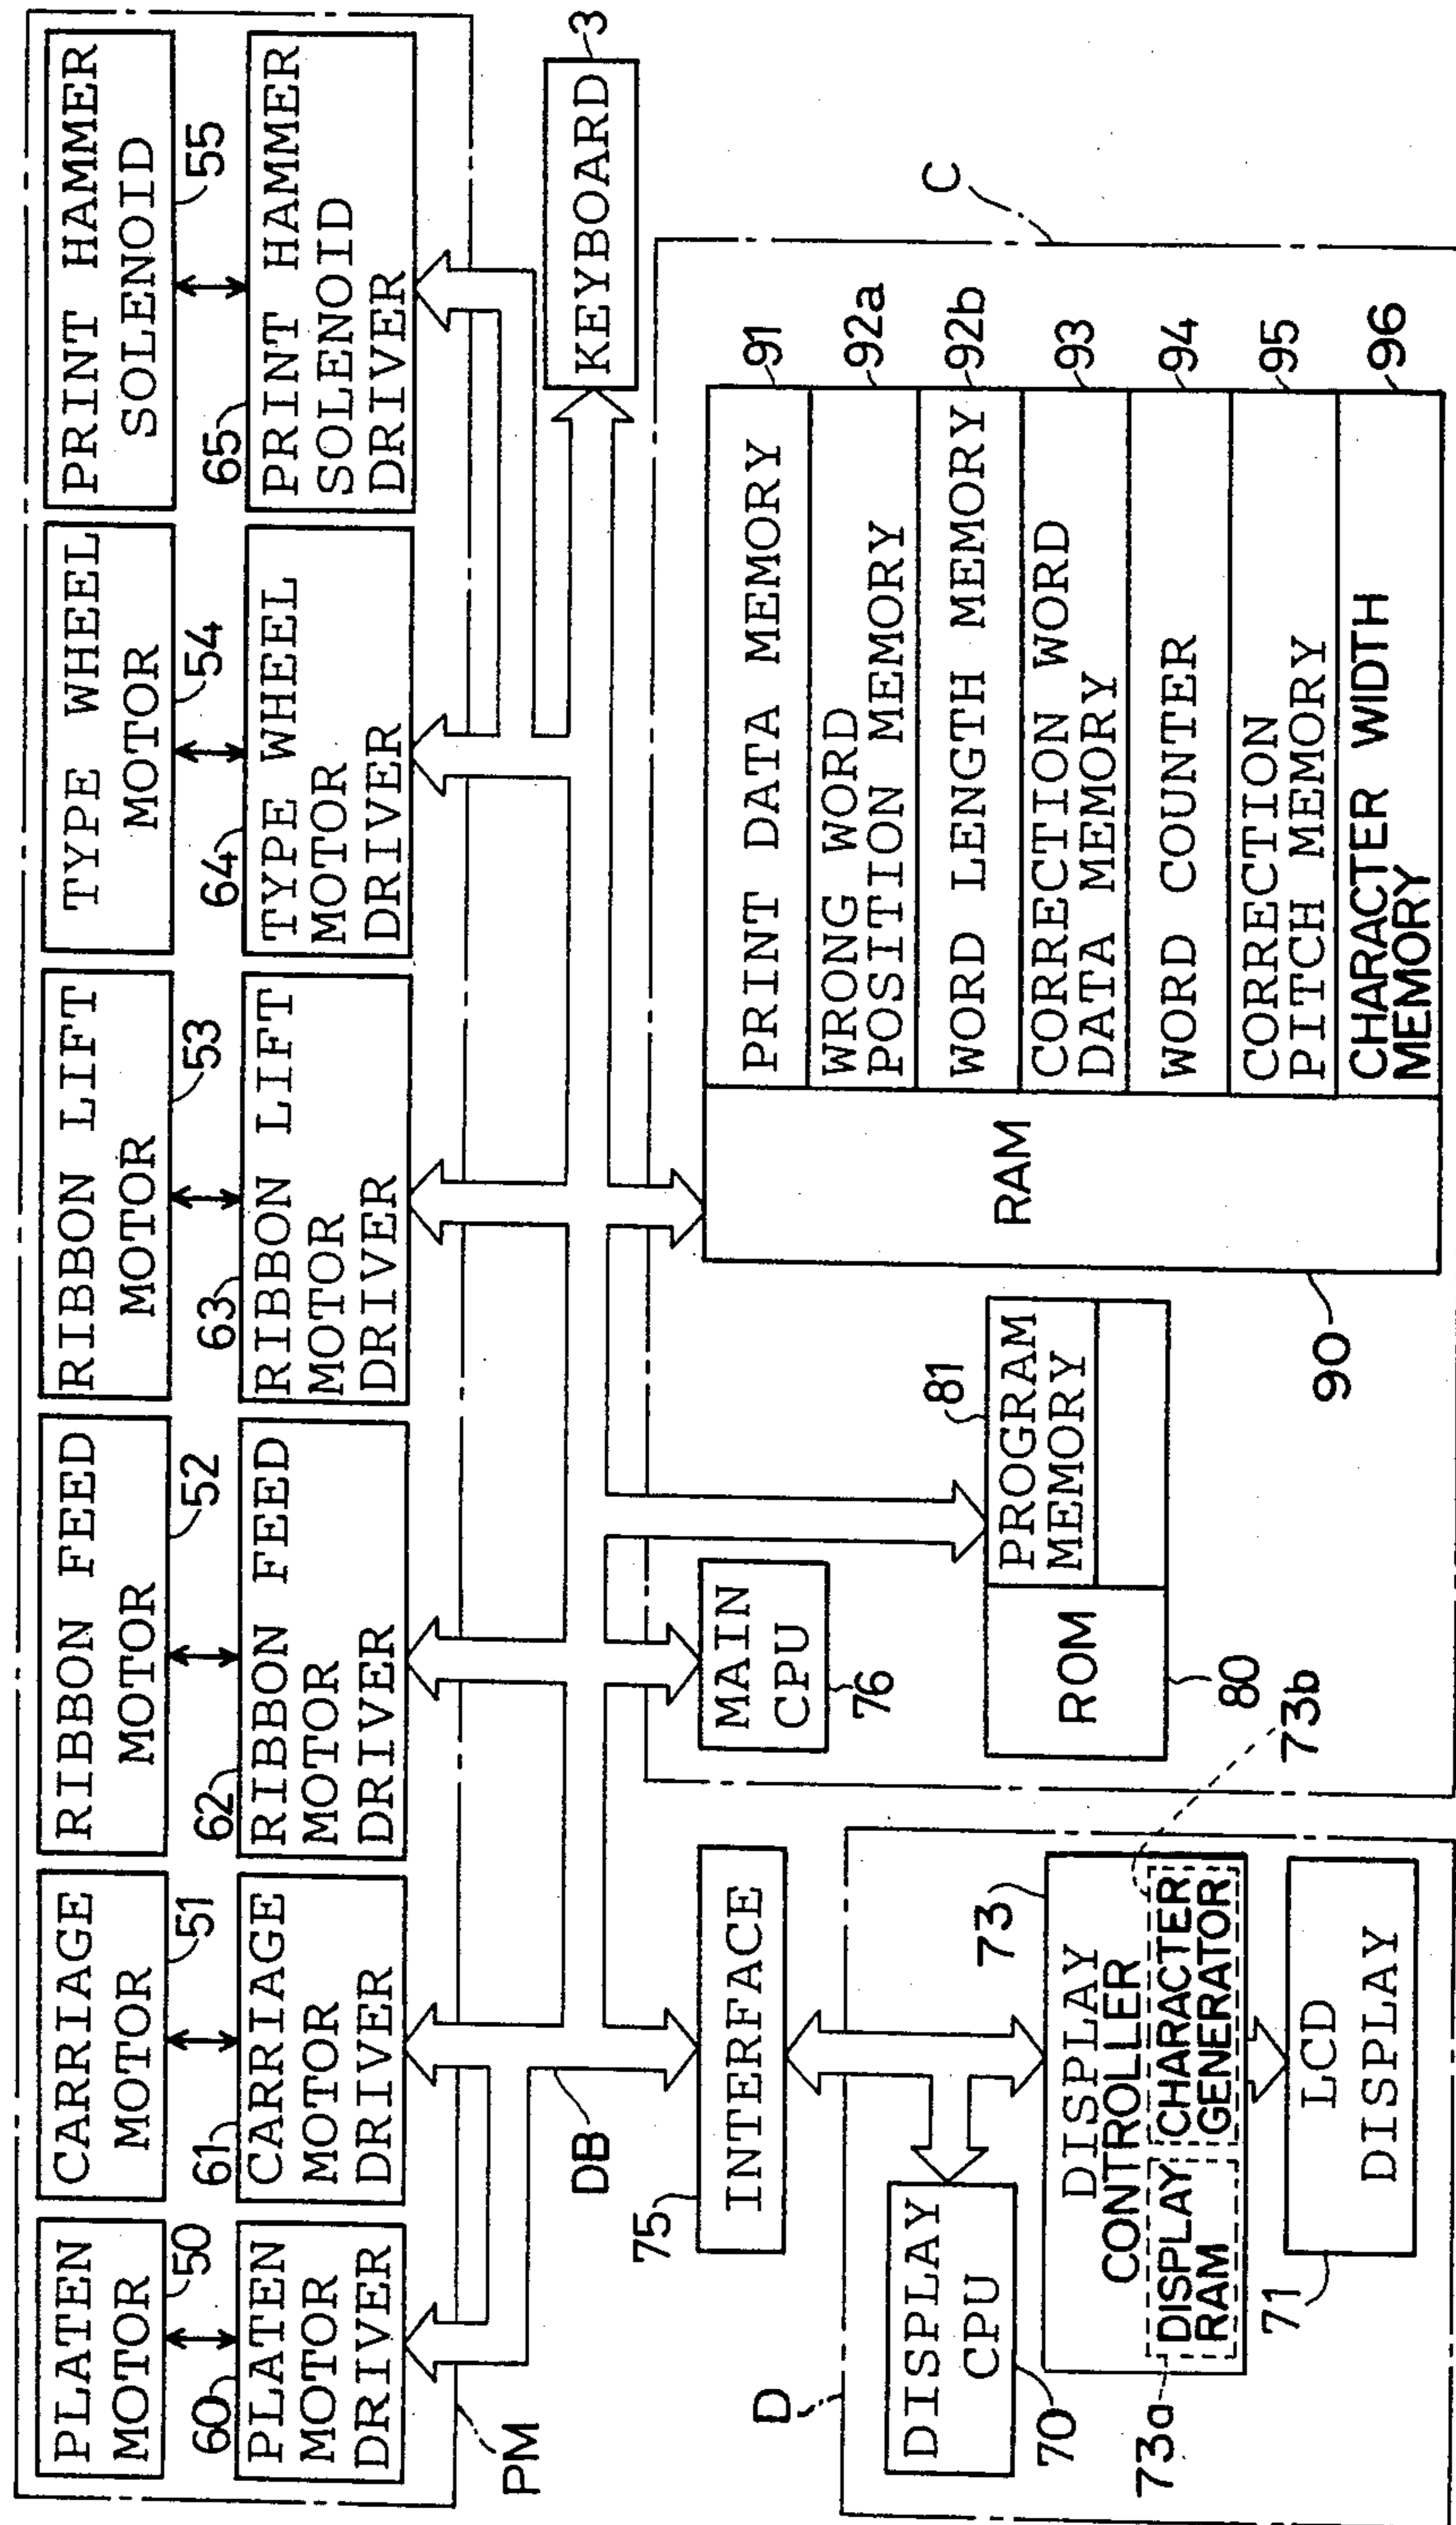 PLATEN
MOTOR
50
CARRIAGE
MOTOR
51
RIBBON FEED
MOTOR
52
RIBBON LIFT
MOTOR
53
TYPE WHEEL
MOTOR
54
PRINT HAMMER
SOLENOID
55
60
PLATEN
MOTOR
DRIVER
61
CARRIAGE
MOTOR
DRIVER
62
RIBBON FEED
MOTOR
DRIVER
63
RIBBON LIFT
MOTOR
DRIVER
64
TYPE WHEEL
MOTOR
DRIVER
65
PRINT HAMMER
SOLENOID
DRIVER
PM
DB
KEYBOARD
3
75
INTERFACE
MAIN
CPU
76
C
D
DISPLAY
CPU
70
73
DISPLAY
CONTROLLER
73a
DISPLAY
RAM
73b
CHARACTER
GENERATOR
71
LCD
DISPLAY
81
PROGRAM
MEMORY
ROM
80
RAM
90
PRINT DATA MEMORY
91
WRONG WORD
POSITION MEMORY
92a
WORD LENGTH MEMORY
92b
CORRECTION WORD
DATA MEMORY
93
WORD COUNTER
94
CORRECTION
PITCH MEMORY
95
CHARACTER WIDTH
MEMORY
96